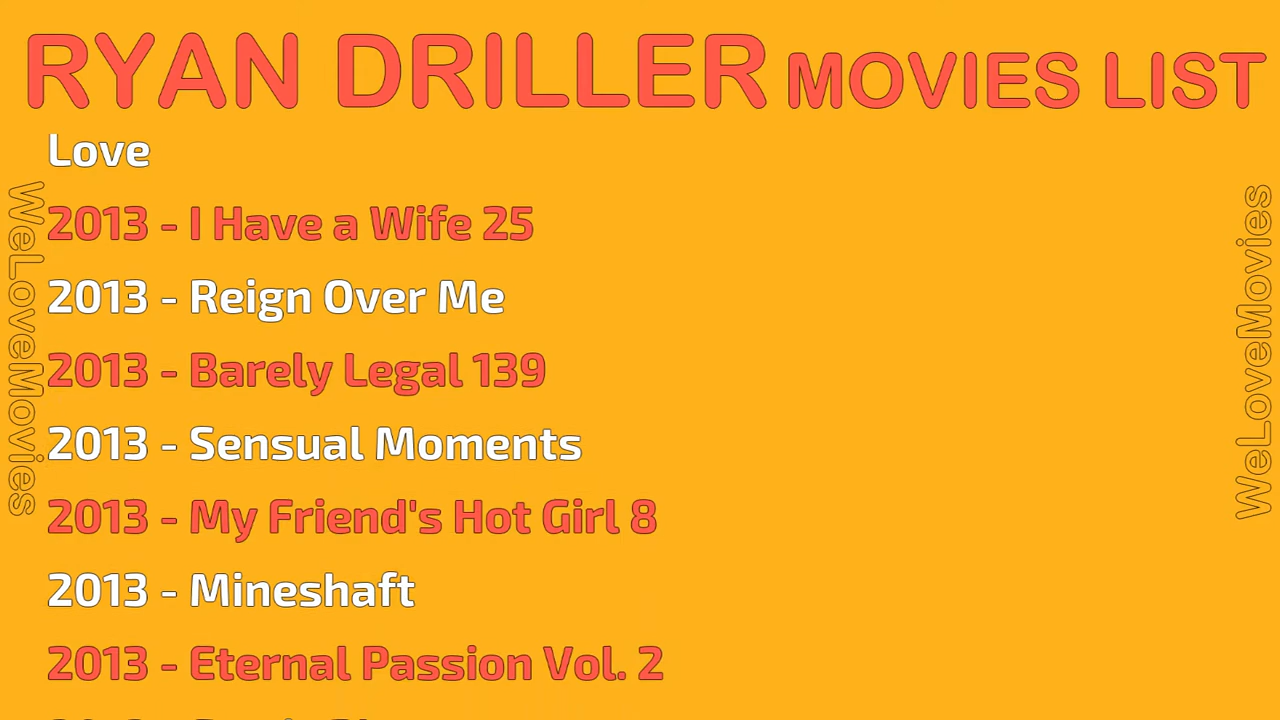 RYAN DRILLER MOVIES LIST
Love
2013 - I Have a Wife 25
2013 - Reign Over Me
2013 - Barely Legal 139
2013 - Sensual Moments
2013 - My Friend's Hot Girl 8
2013 - Mineshaft
2013 - Eternal Passion Vol. 2
WeLoveMovies
WeLoveMovies